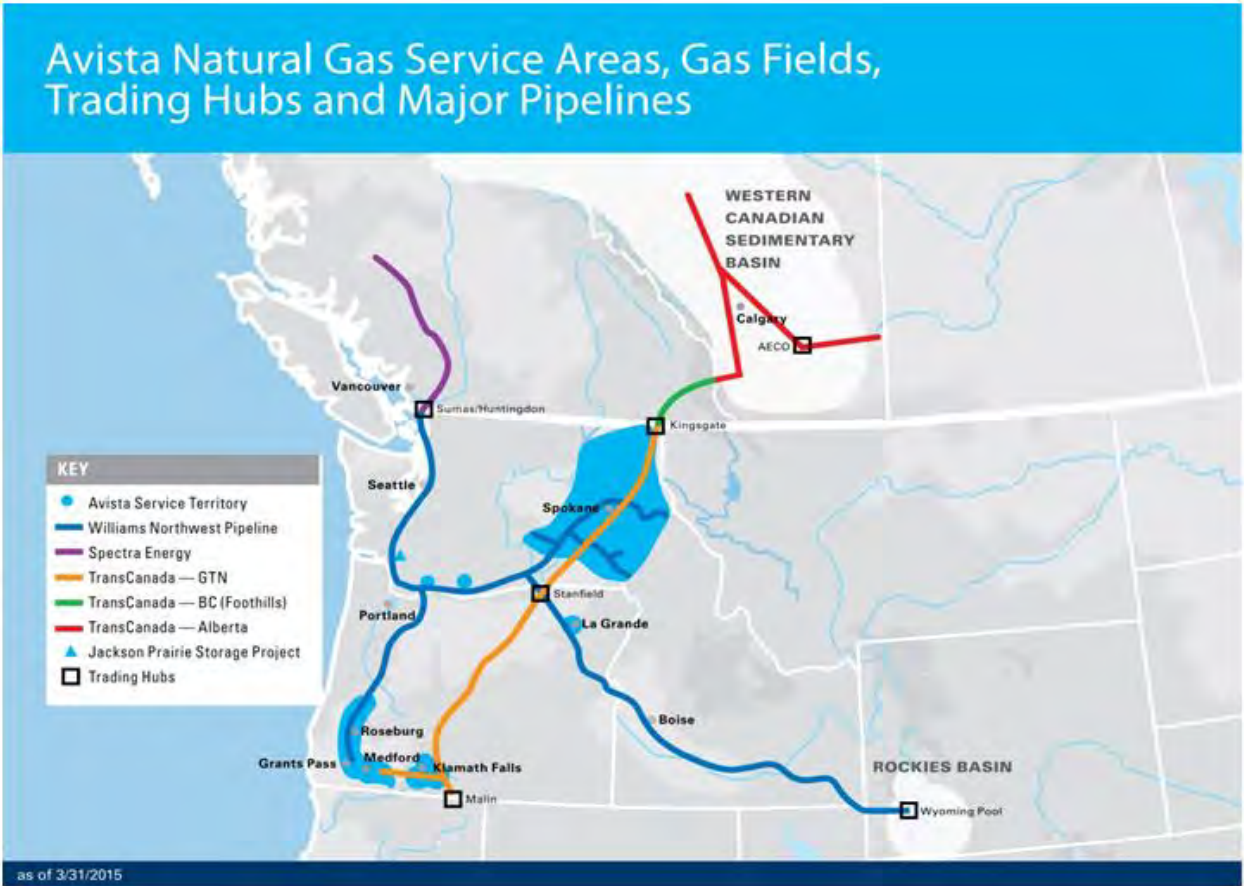 Avista Natural Gas Service Areas, Gas Fields,
Trading Hubs and Major Pipelines
WESTERN
CANADIAN
SEDIMENTARY
BASIN
Calgary
AECO
Vancouver
Sumas/Huntingdon
Kingsgate
KEY
Avista Service Territory
Williams Northwest Pipeline
Spectra Energy
TransCanada — GTN
TransCanada — BC (Foothills)
TransCanada — Alberta
Jackson Prairie Storage Project
Trading Hubs
Seattle
Spokane
Stanfield
Portland
La Grande
Boise
Roseburg
Grants Pass
Medford
Klamath Falls
Malin
ROCKIES BASIN
Wyoming Pool
as of 3/31/2015